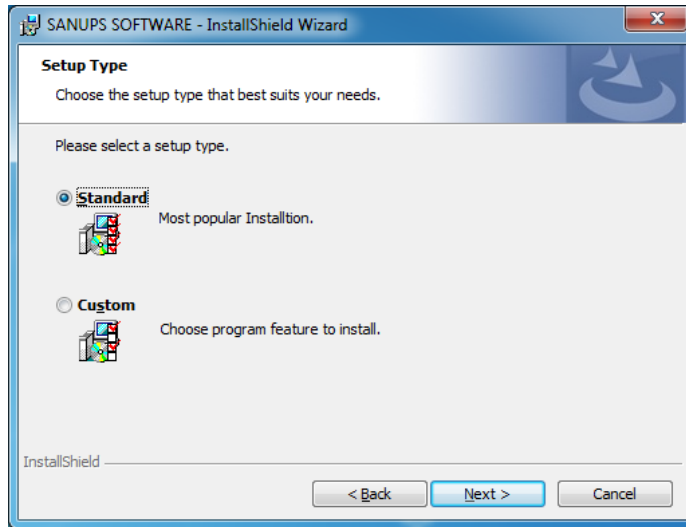 SANUPS SOFTWARE - InstallShield Wizard
Setup Type
Choose the setup type that best suits your needs.
Please select a setup type.
Standard
Most popular Installtion.
Custom
Choose program feature to install.
InstallShield
< Back Next > Cancel